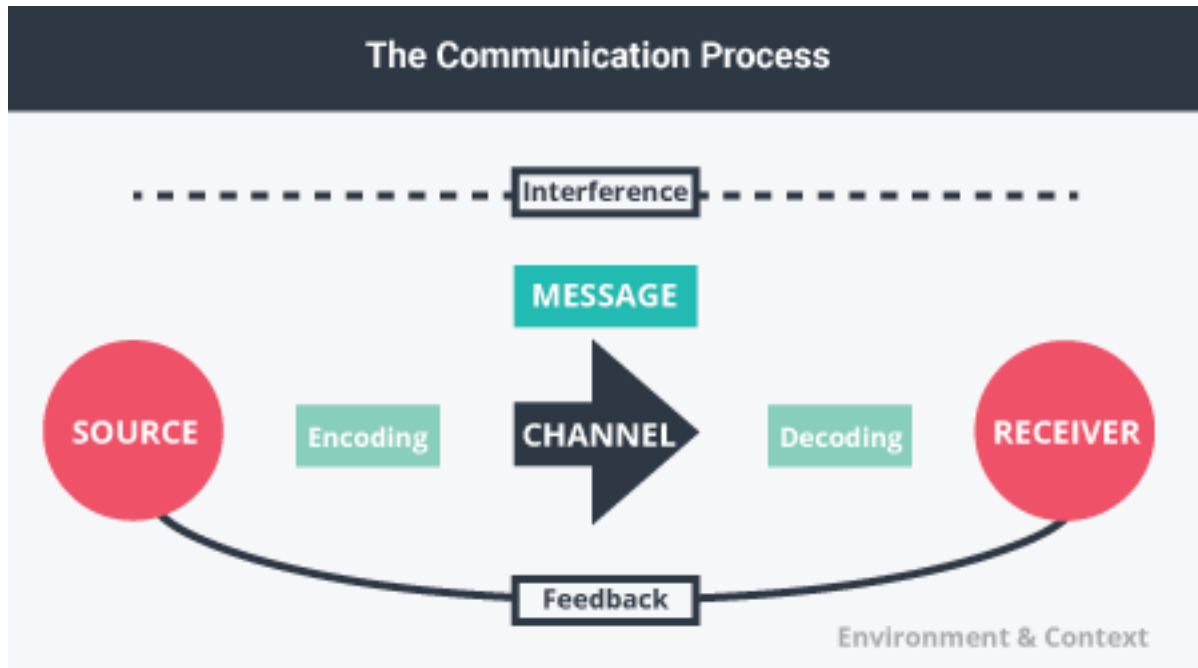 The Communication Process
Interference
MESSAGE
SOURCE
Encoding
CHANNEL
Decoding
RECEIVER
Feedback
Environment & Context